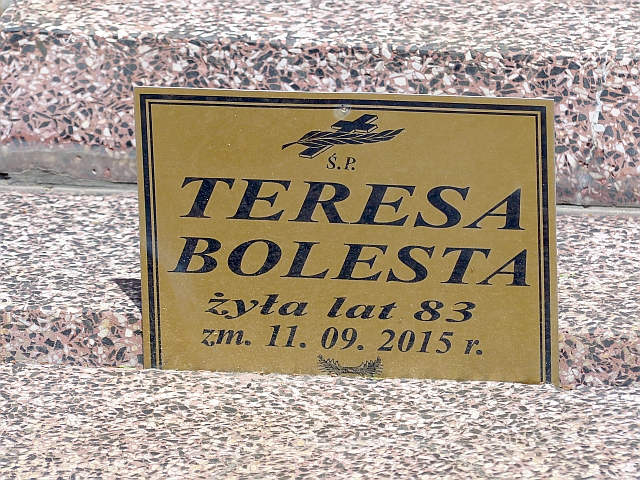 Ś.P.
TERESA
BOLESTA
żyła lat 83
zm. 11. 09. 2015 r.